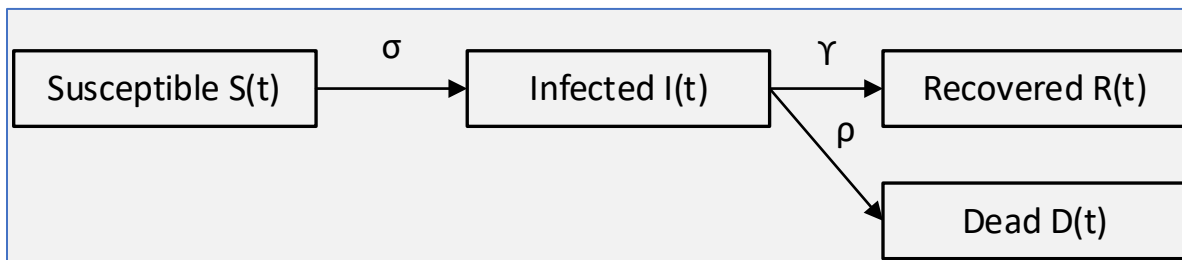 σ
ϒ
Susceptible S(t)
Infected I(t)
Recovered R(t)
ρ
Dead D(t)